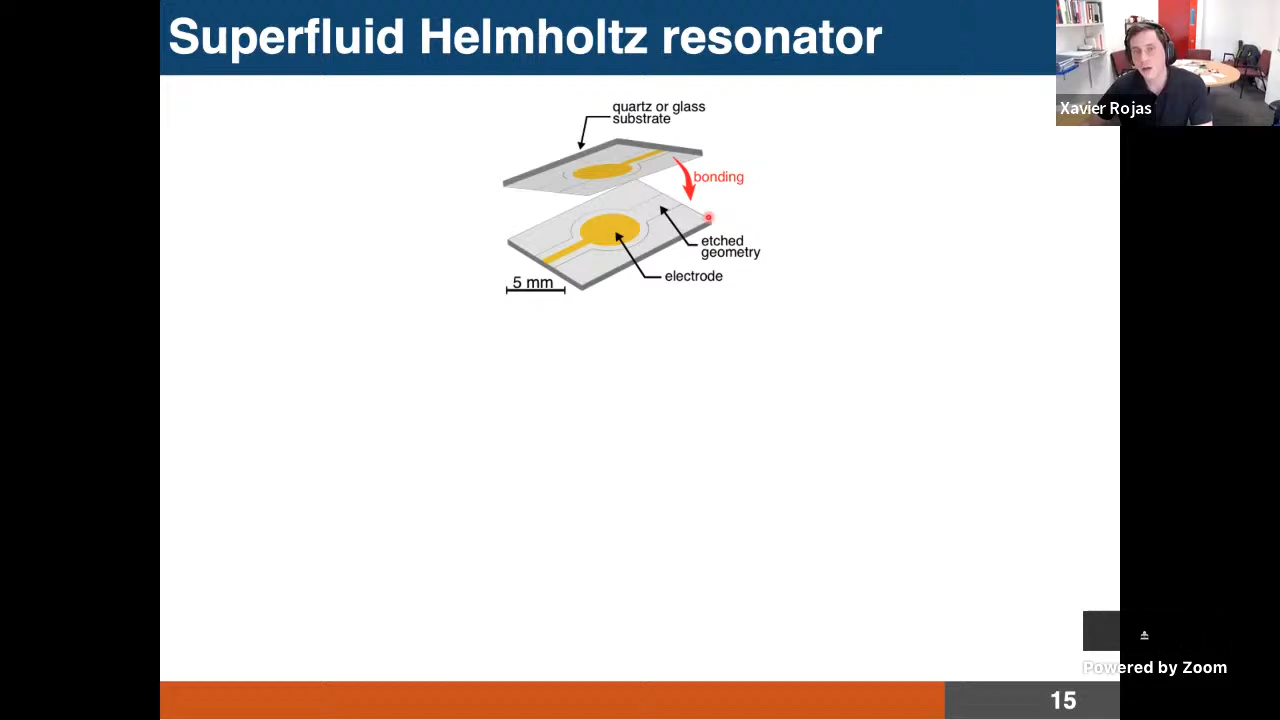 Superfluid Helmholtz resonator
Xavier Rojas
quartz or glass
substrate
bonding
etched
geometry
electrode
5 mm
Powered by Zoom
15